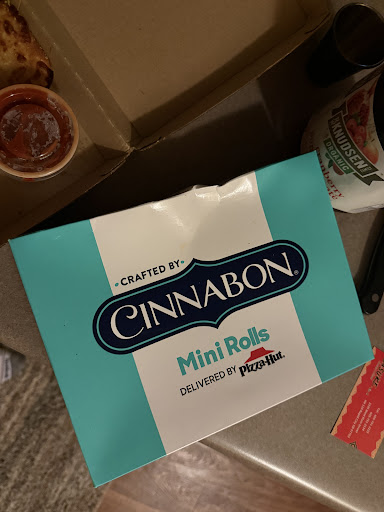 KNUDSEN
CRAFTED BY
CINNABON®
Mini Rolls
DELIVERED BY Pizza Hut.